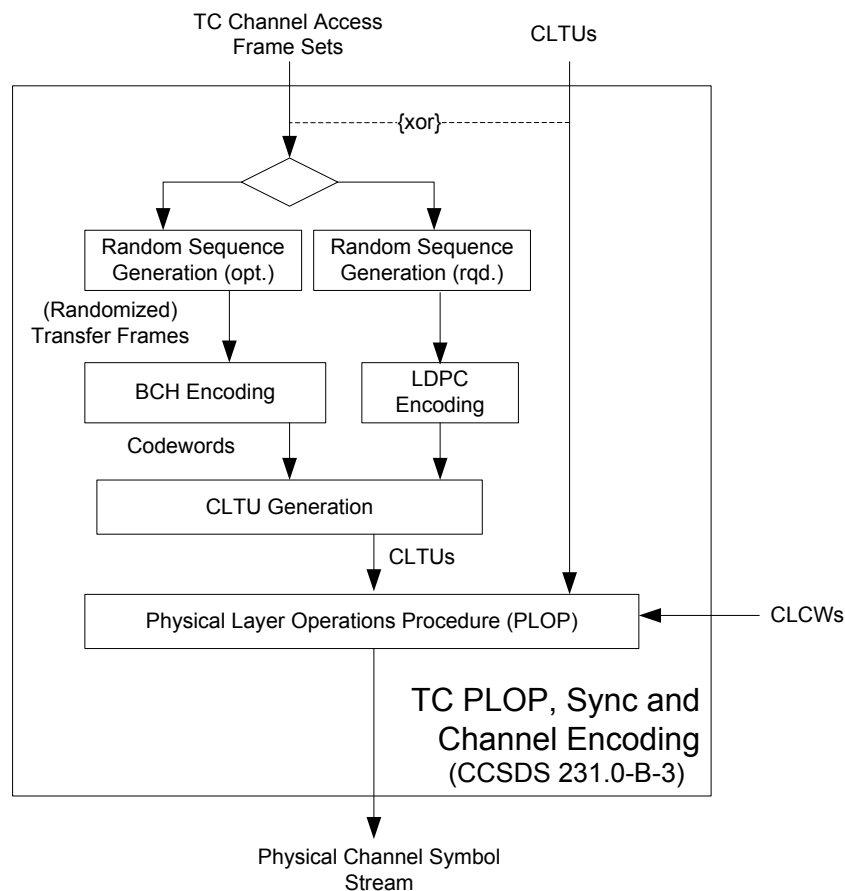 TC Channel Access
Frame Sets
CLTUs
{xor}
Random Sequence
Generation (opt.)
Random Sequence
Generation (rqd.)
(Randomized)
Transfer Frames
BCH Encoding
LDPC
Encoding
Codewords
CLTU Generation
CLTUs
Physical Layer Operations Procedure (PLOP)
CLCWs
TC PLOP, Sync and
Channel Encoding
(CCSDS 231.0-B-3)
Physical Channel Symbol
Stream